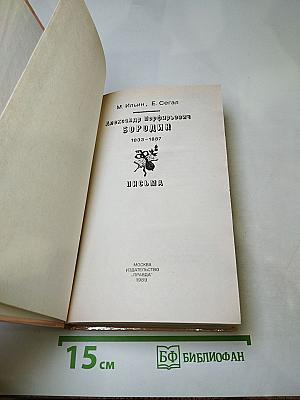 М. Ильин, Е. Сегал
Александр Порфирьевич
БОРОДИН
1833–1887
ПИСЬМА
МОСКВА
ИЗДАТЕЛЬСТВО
"ПРАВДА"
1989
15 см
БФ БИБЛИОФАН